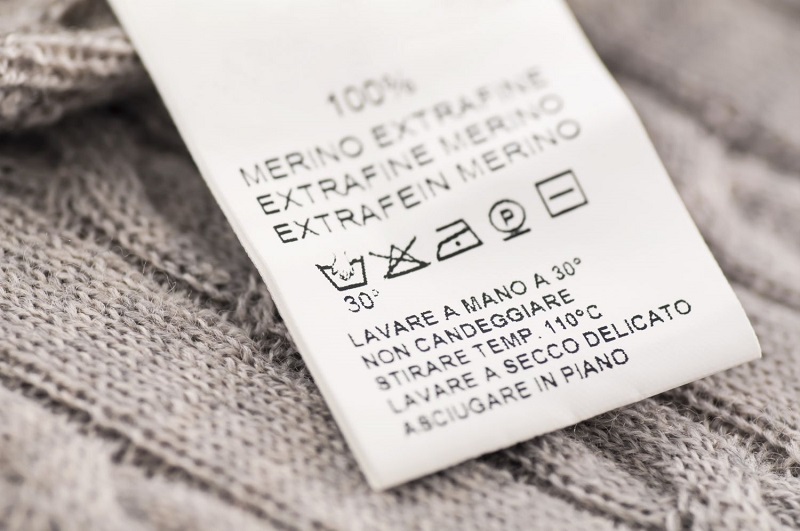 100%
MERINO EXTRAFINE
EXTRAFINE MERINO
EXTRAFEIN MERINO
P
30°
LAVARE A MANO A 30°
NON CANDEGGIARE
STIRARE TEMP. 110°C
LAVARE A SECCO DELICATO
ASCIUGARE IN PIANO